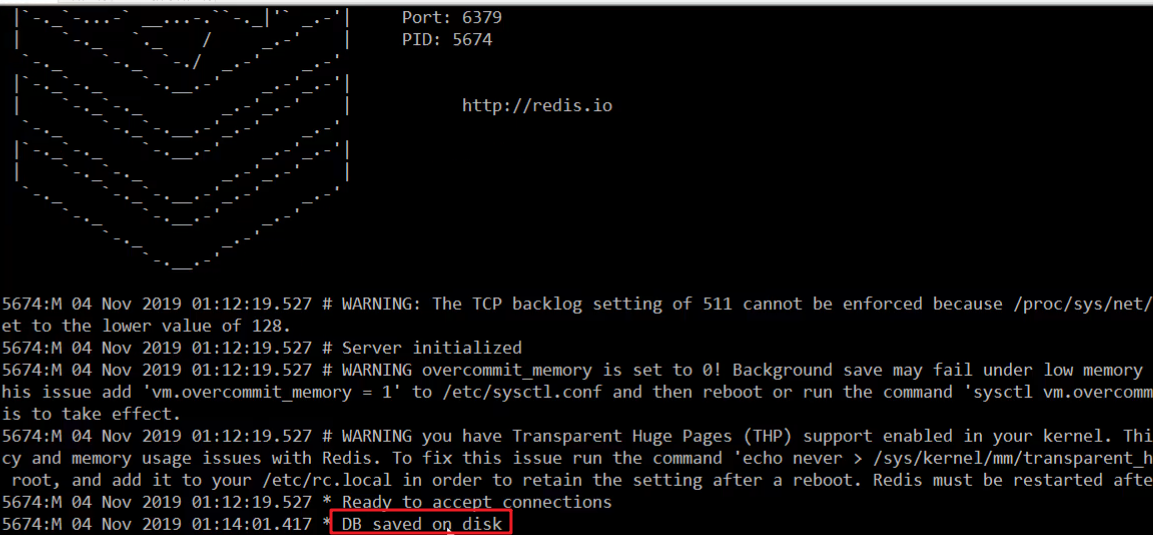 Port: 6379
PID: 5674
http://redis.io
5674:M 04 Nov 2019 01:12:19.527 # WARNING: The TCP backlog setting of 511 cannot be enforced because /proc/sys/net/
et to the lower value of 128.
5674:M 04 Nov 2019 01:12:19.527 # Server initialized
5674:M 04 Nov 2019 01:12:19.527 # WARNING overcommit_memory is set to 0! Background save may fail under low memory
his issue add 'vm.overcommit_memory = 1' to /etc/sysctl.conf and then reboot or run the command 'sysctl vm.overcomm
is to take effect.
5674:M 04 Nov 2019 01:12:19.527 # WARNING you have Transparent Huge Pages (THP) support enabled in your kernel. Thi
cy and memory usage issues with Redis. To fix this issue run the command 'echo never > /sys/kernel/mm/transparent_h
root, and add it to your /etc/rc.local in order to retain the setting after a reboot. Redis must be restarted afte
5674:M 04 Nov 2019 01:12:19.527 * Ready to accept connections
5674:M 04 Nov 2019 01:14:01.417 * DB saved on disk